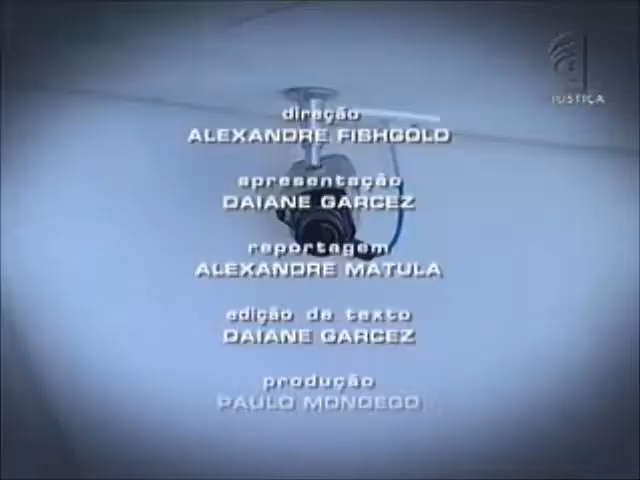 JUSTIÇA
direção
ALEXANDRE FISHGOLD
apresentação
DAIANE GARCEZ
reportagem
ALEXANDRE MATULA
edição de texto
DAIANE GARCEZ
produção
PAULO MONDEGO